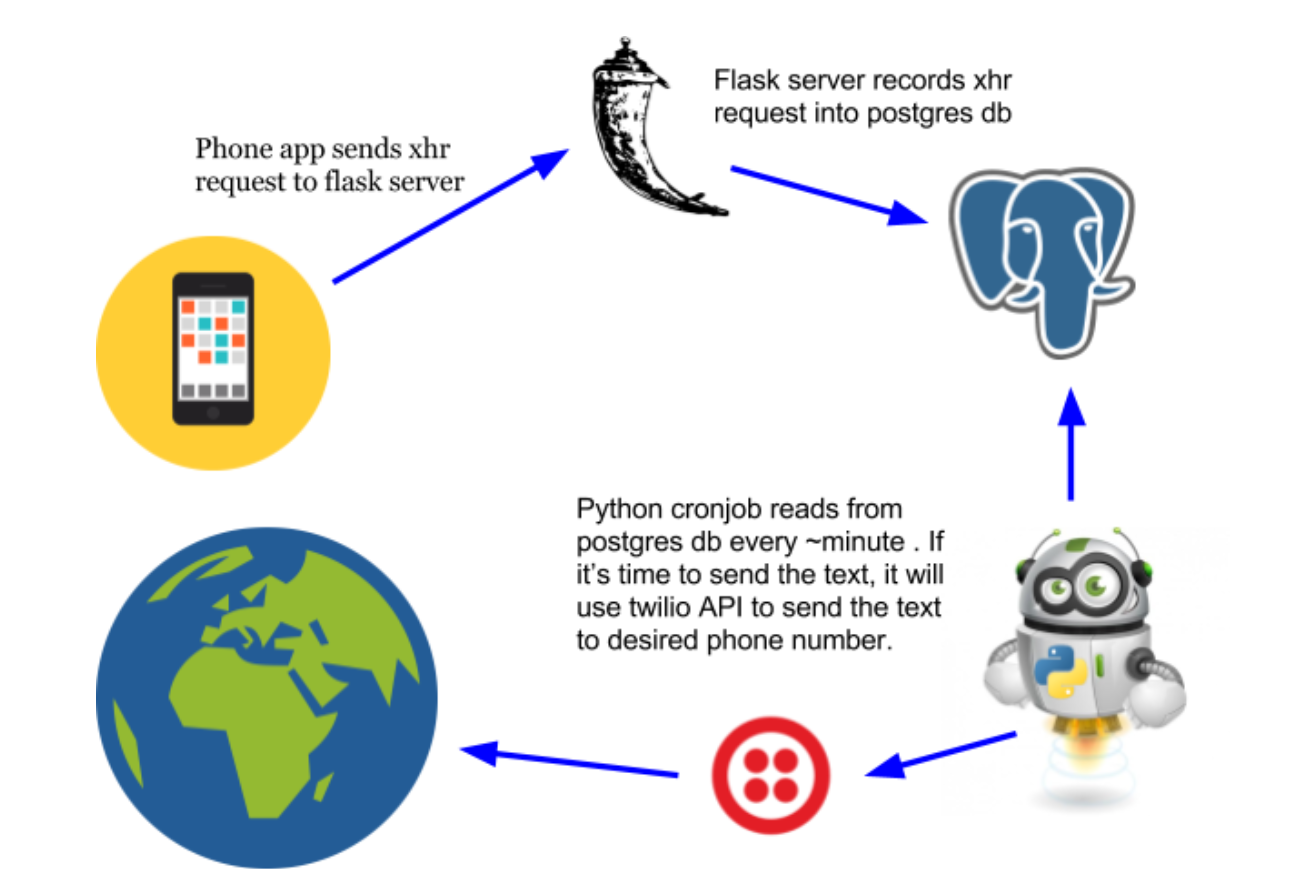 Flask server records xhr
request into postgres db
Phone app sends xhr
request to flask server
Python cronjob reads from
postgres db every ~minute . If
it's time to send the text, it will
use twilio API to send the text
to desired phone number.